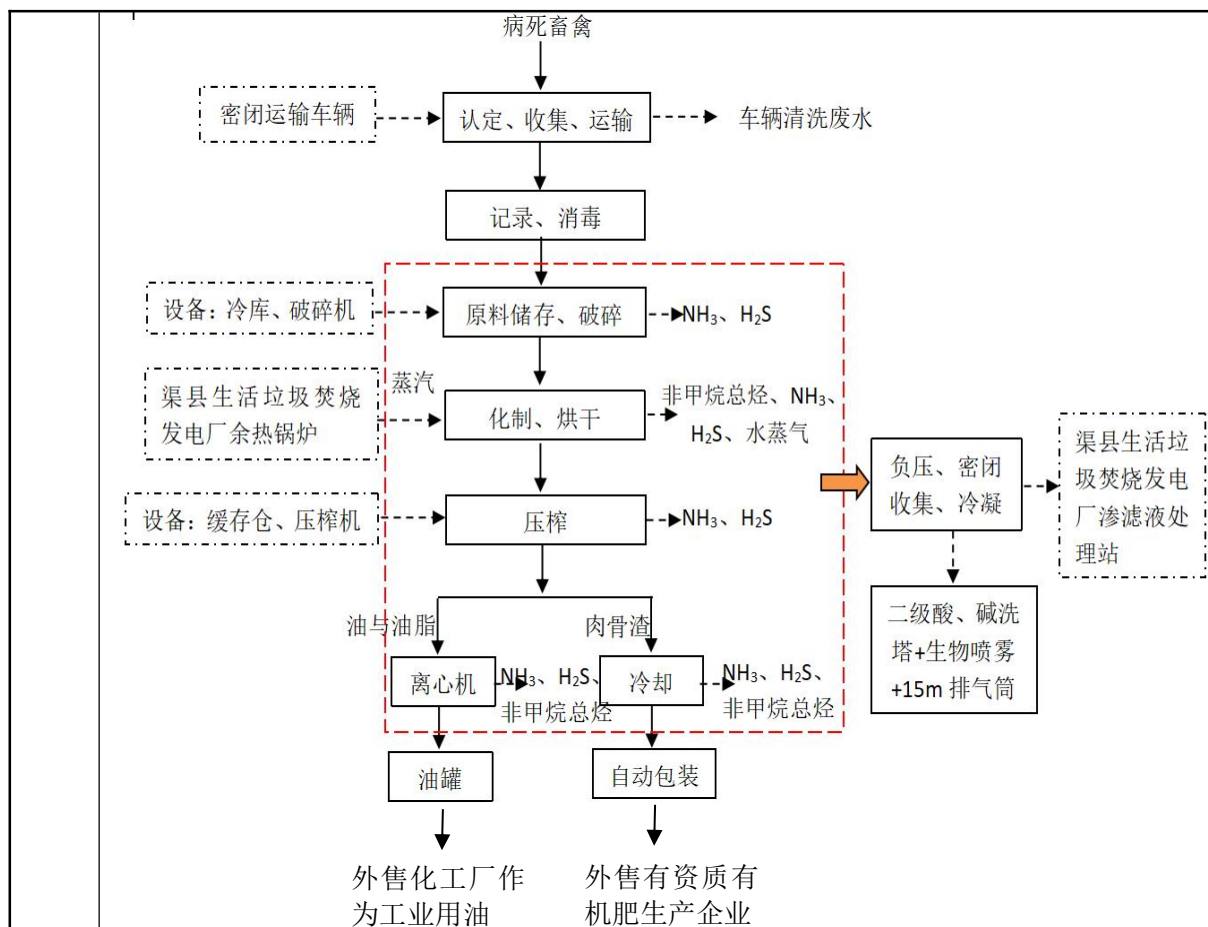 病死畜禽
密闭运输车辆
认定、收集、运输
车辆清洗废水
记录、消毒
设备：冷库、破碎机
原料储存、破碎
NH₃、H₂S
渠县生活垃圾焚烧
发电厂余热锅炉
蒸汽
化制、烘干
非甲烷总烃、NH₃、
H₂S、水蒸气
负压、密闭
收集、冷凝
渠县生活垃
圾焚烧发电
厂渗滤液处
理站
设备：缓存仓、压榨机
压榨
NH₃、H₂S
二级酸、碱洗
塔+生物喷雾
+15m 排气筒
油与油脂
肉骨渣
离心机
NH₃、H₂S、
非甲烷总烃
冷却
NH₃、H₂S、
非甲烷总烃
油罐
自动包装
外售化工厂作
为工业用油
外售有资质有
机肥生产企业